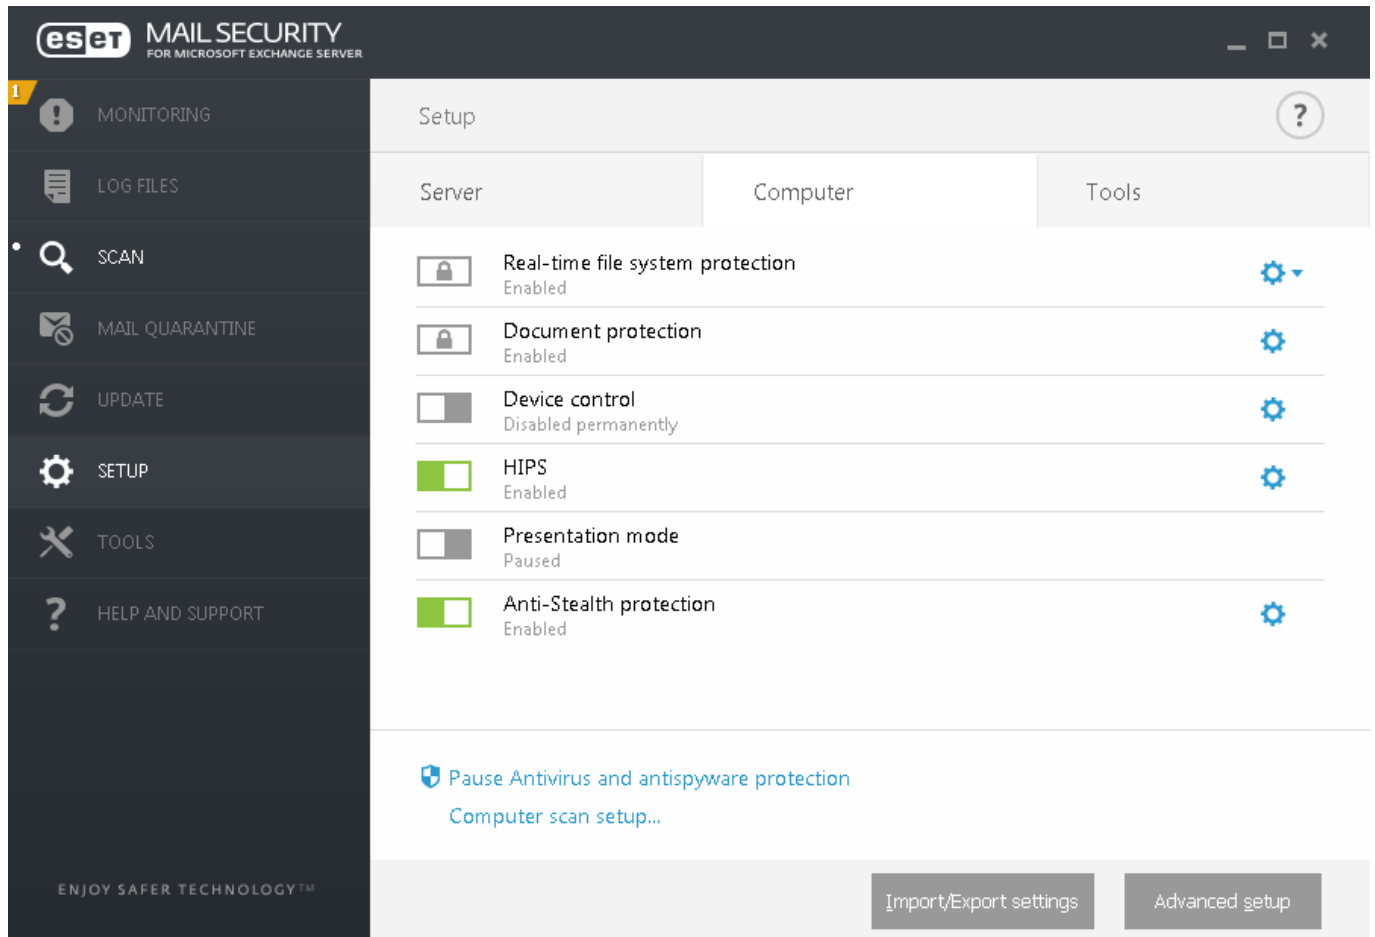 eset MAIL SECURITY
FOR MICROSOFT EXCHANGE SERVER
1
MONITORING
LOG FILES
SCAN
MAIL QUARANTINE
UPDATE
SETUP
TOOLS
HELP AND SUPPORT
ENJOY SAFER TECHNOLOGY™
Setup
?
Server
Computer
Tools
Real-time file system protection
Enabled
Document protection
Enabled
Device control
Disabled permanently
HIPS
Enabled
Presentation mode
Paused
Anti-Stealth protection
Enabled
Pause Antivirus and antispyware protection
Computer scan setup...
Import/Export settings
Advanced setup